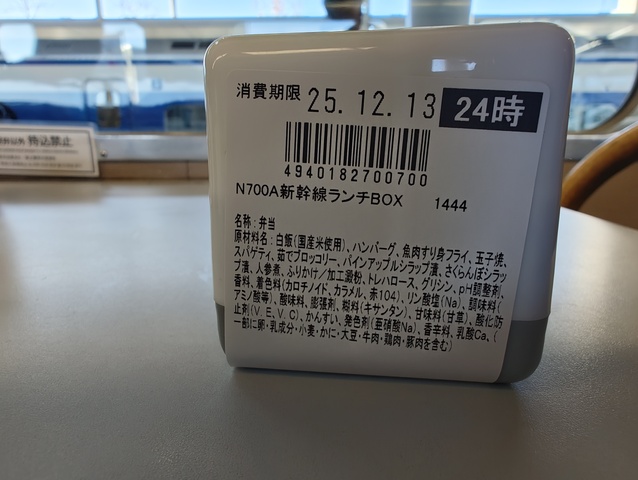 消費期限 25.12.13 24時
4940182700700
N700A新幹線ランチBOX 1444
名称:弁当
原材料名:白飯(国産米使用)、ハンバーグ、魚肉すり身フライ、玉子焼、
スパゲティ、茹でブロッコリー、パインアップルシラップ漬、さくらんぼシラッ
プ漬、人参煮、ふりかけ/加工澱粉、トレハロース、グリシン、pH調整剤、
香料、着色料(カロチノイド、カラメル、赤104)、リン酸塩(Na)、調味料(
アミノ酸等)、酸味料、膨張剤、糊料(キサンタン)、甘味料(甘草)、酸化防
止剤(V.E、V.C)、かんすい、発色剤(亜硝酸Na)、香辛料、乳酸Ca、(
一部に卵・乳成分・小麦・かに・大豆・牛肉・鶏肉・豚肉を含む)
持込禁止